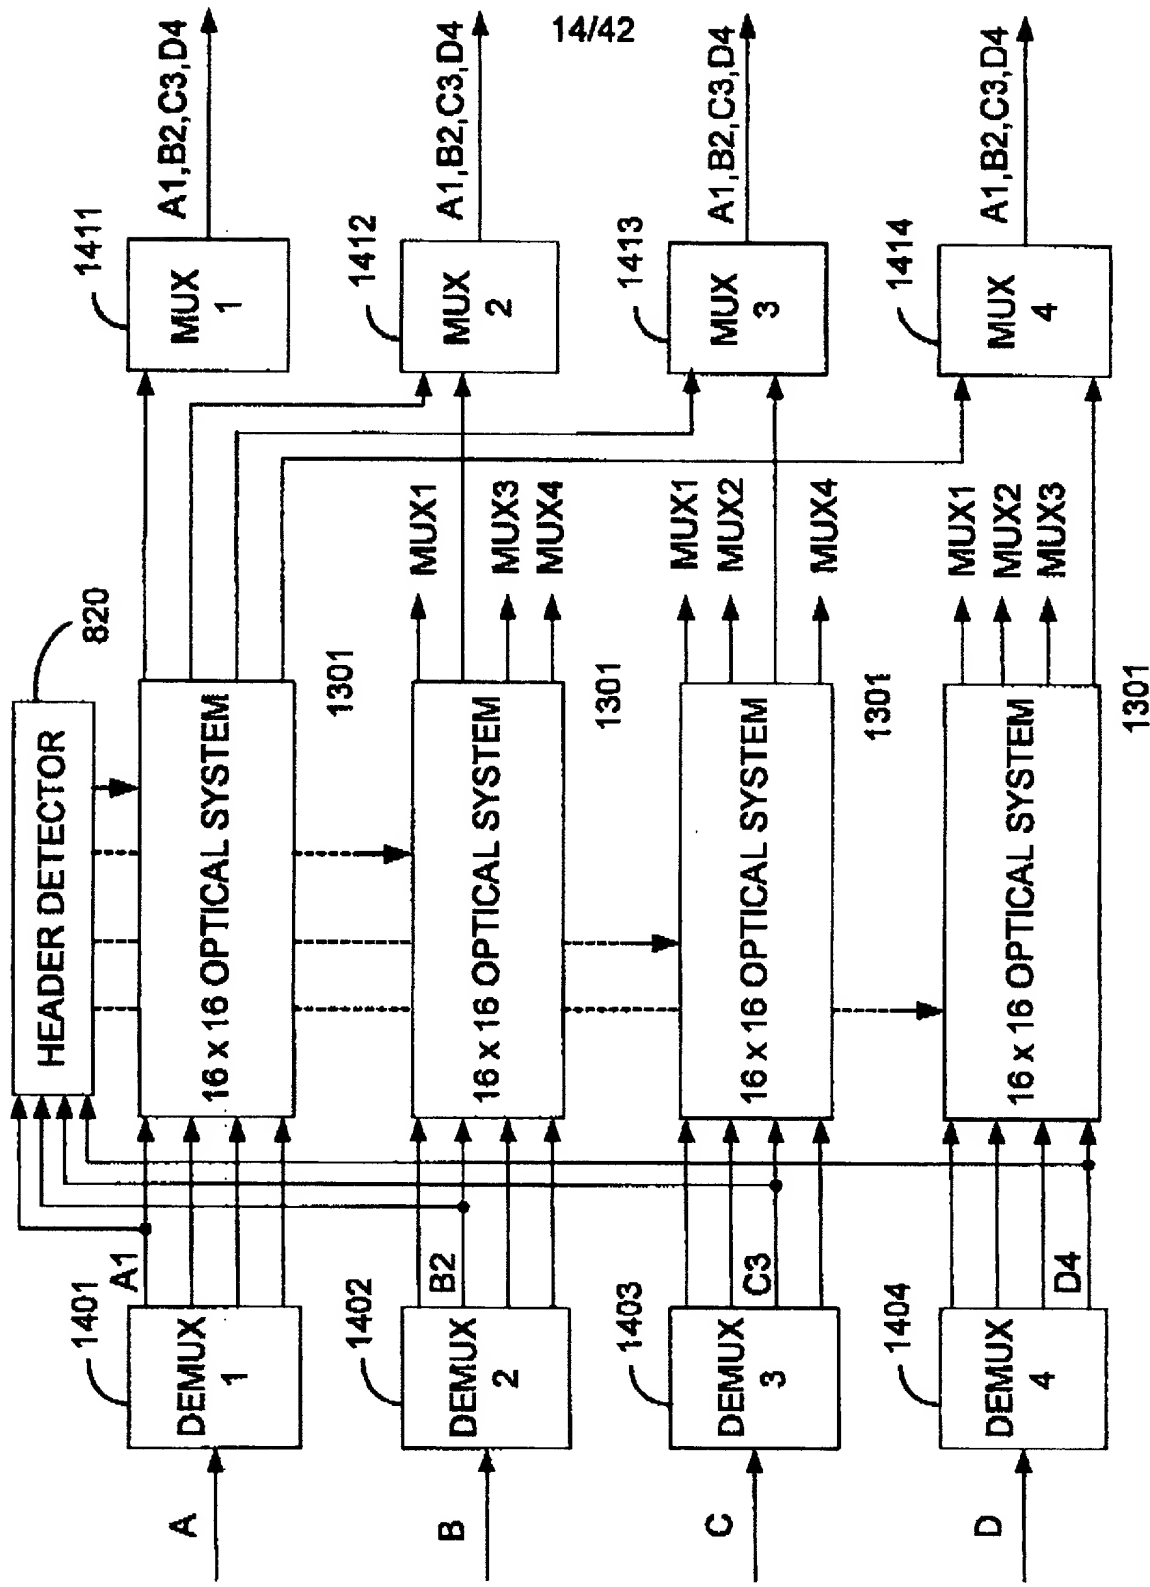 14/42
HEADER DETECTOR
820
A
DEMUX
1
1401
A1
16 x 16 OPTICAL SYSTEM
1301
MUX
1
1411
A1,B2,C3,D4
B
DEMUX
2
1402
B2
16 x 16 OPTICAL SYSTEM
1301
MUX1
MUX3
MUX4
MUX
2
1412
A1,B2,C3,D4
C
DEMUX
3
1403
C3
16 x 16 OPTICAL SYSTEM
1301
MUX1
MUX2
MUX4
MUX
3
1413
A1,B2,C3,D4
D
DEMUX
4
1404
D4
16 x 16 OPTICAL SYSTEM
1301
MUX1
MUX2
MUX3
MUX
4
1414
A1,B2,C3,D4